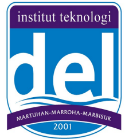 institut teknologi
del
MARTUHAN-MARROHA-MARBISUK
2001